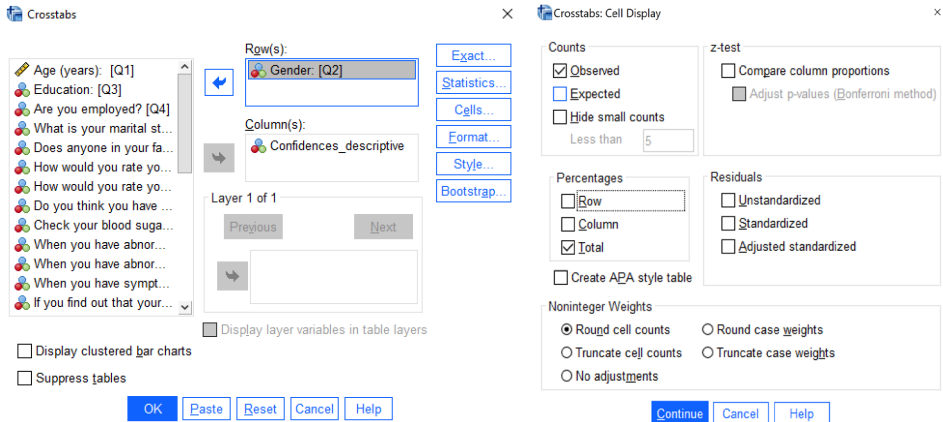 Crosstabs
Age (years): [Q1]
Education: [Q3]
Are you employed? [Q4]
What is your marital st...
Does anyone in your fa...
How would you rate yo...
How would you rate yo...
Do you think you have ...
Check your blood suga...
When you have abnor...
When you have abnor...
When you have sympt...
If you find out that your...
Row(s):
Gender: [Q2]
Column(s):
Confidences_descriptive
Layer 1 of 1
Previous
Next
Display layer variables in table layers
Exact...
Statistics...
Cells...
Format...
Style...
Bootstrap...
Display clustered bar charts
Suppress tables
OK
Paste
Reset
Cancel
Help
Crosstabs: Cell Display
Counts
Observed
Expected
Hide small counts
Less than 5
z-test
Compare column proportions
Adjust p-values (Bonferroni method)
Percentages
Row
Column
Total
Residuals
Unstandardized
Standardized
Adjusted standardized
Create APA style table
Noninteger Weights
Round cell counts
Round case weights
Truncate cell counts
Truncate case weights
No adjustments
Continue
Cancel
Help